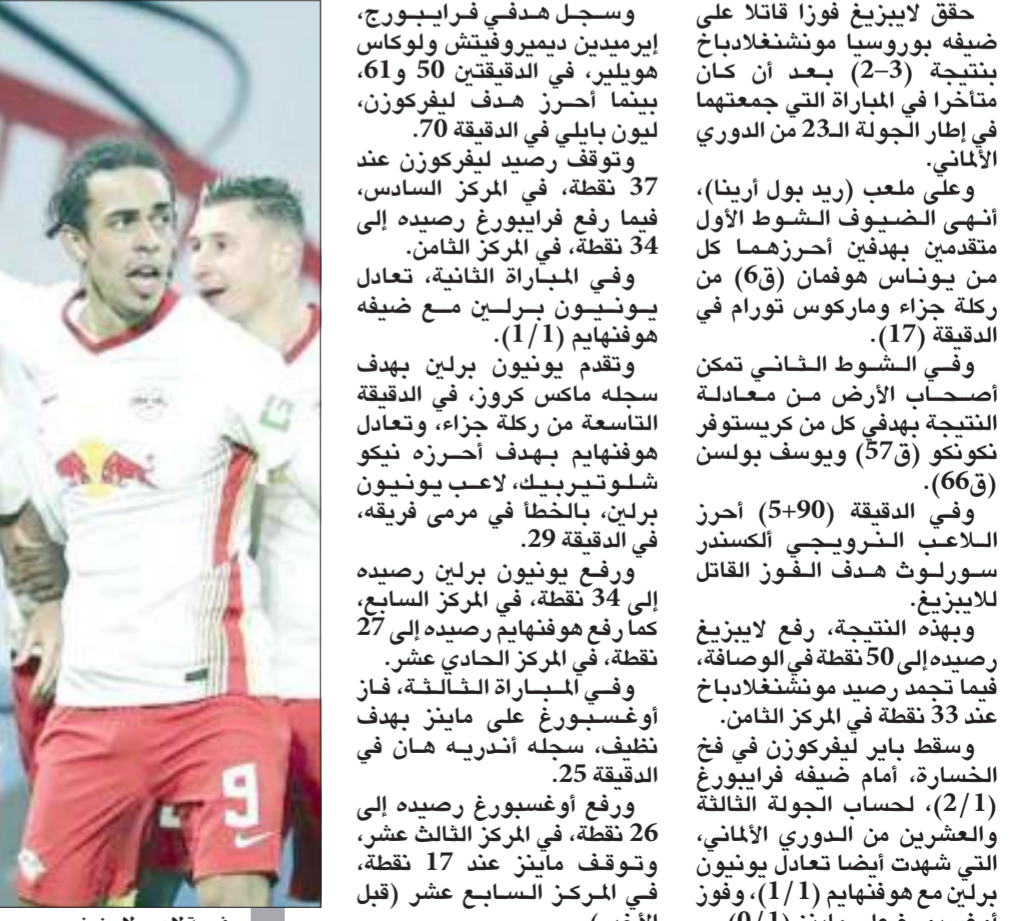 حقق لايبزيغ فوزا قاتلا على
ضيفه بوروسيا مونشنغلادباخ
بنتيجة (3-2) بعد أن كان
متأخرا في المباراة التي جمعتهما
في إطار الجولة الـ23 من الدوري
الألماني.
وعلى ملعب (ريد بول أرينا)،
أنهى الضيوف الشوط الأول
متقدمين بهدفين أحرزهما كل
من يوناس هوفمان (ق6) من
ركلة جزاء وماركوس تورام في
الدقيقة (17).
وفي الشوط الثاني تمكن
أصحاب الأرض من معادلة
النتيجة بهدفي كل من كريستوفر
نكونكو (ق57) ويوسف بولسن
(ق66).
وفي الدقيقة (90+5) أحرز
اللاعب النرويجي ألكسندر
سورلوث هدف الفوز القاتل
للايبزيغ.
وبهذه النتيجة، رفع لايبزيغ
رصيده إلى 50 نقطة في الوصافة،
فيما تجمد رصيد مونشنغلادباخ
عند 33 نقطة في المركز الثامن.
وسقط باير ليفركوزن في فخ
الخسارة، أمام ضيفه فرايبورغ
(2/1)، لحساب الجولة الثالثة
والعشرين من الدوري الألماني،
التي شهدت أيضا تعادل يونيون
برلين مع هوفنهايم (1/1)، وفوز
أوغسبورغ على ماينز (0/1)
وسجل هدفي فرايبورج،
إيرميدين ديميروفيتش ولوكاس
هويلير، في الدقيقتين 50 و61،
بينما أحرز هدف ليفركوزن،
ليون بايلي في الدقيقة 70.
وتوقف رصيد ليفركوزن عند
37 نقطة، في المركز السادس،
فيما رفع فرايبورغ رصيده إلى
34 نقطة، في المركز الثامن.
وفي المباراة الثانية، تعادل
يونيون برلين مع ضيفه
هوفنهايم (1/1).
وتقدم يونيون برلين بهدف
سجله ماكس كروز، في الدقيقة
التاسعة من ركلة جزاء، وتعادل
هوفنهايم بهدف أحرزه نيكو
شلوتيربيك، لاعب يونيون
برلين، بالخطأ في مرمى فريقه،
في الدقيقة 29.
ورفع يونيون برلين رصيده
إلى 34 نقطة، في المركز السابع،
كما رفع هوفنهايم رصيده إلى 27
نقطة، في المركز الحادي عشر.
وفي المباراة الثالثة، فاز
أوغسبورغ على ماينز بهدف
نظيف، سجله أندريه هان في
الدقيقة 25.
ورفع أوغسبورغ رصيده إلى
26 نقطة، في المركز الثالث عشر،
وتوقف ماينز عند 17 نقطة،
في المركز السابع عشر (قبل
9